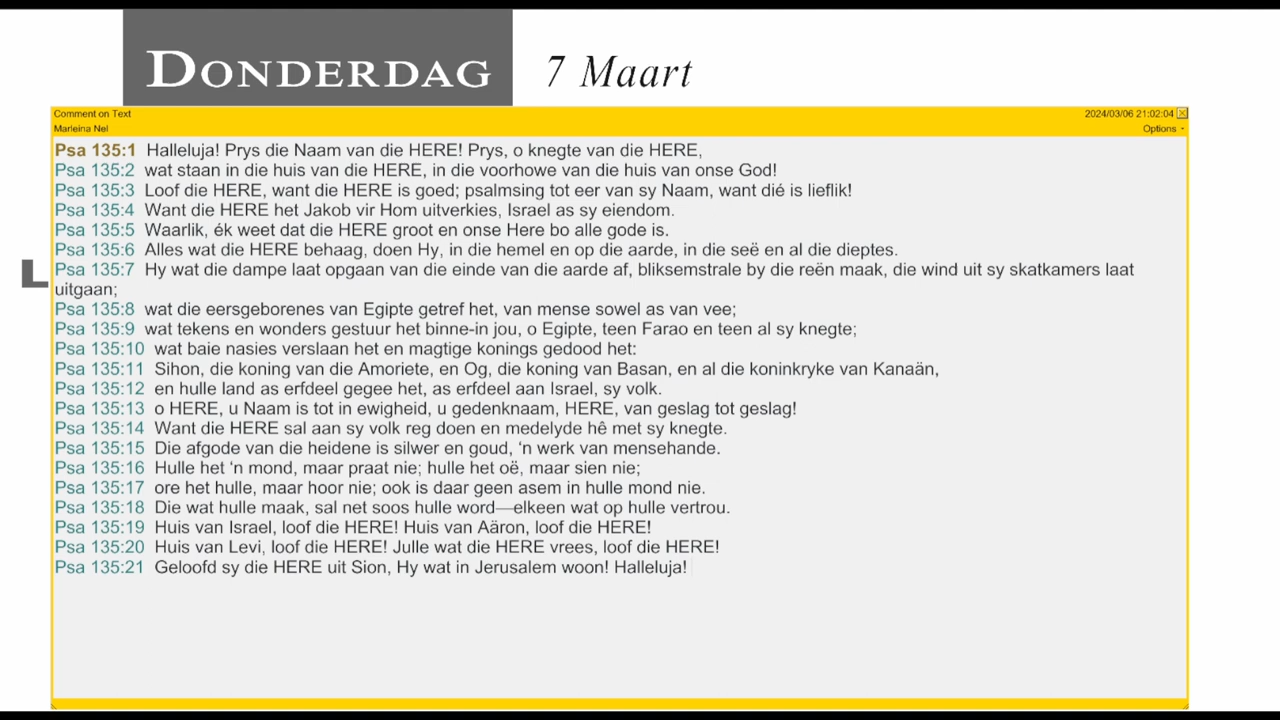 DONDERDAG 7 Maart
Comment on Text 2024/03/06 21:02:04
Marleina Nel Options
Psa 135:1 Halleluja! Prys die Naam van die HERE! Prys, o knegte van die HERE,
Psa 135:2 wat staan in die huis van die HERE, in die voorhowe van die huis van onse God!
Psa 135:3 Loof die HERE, want die HERE is goed; psalmsing tot eer van sy Naam, want dié is lieflik!
Psa 135:4 Want die HERE het Jakob vir Hom uitverkies, Israel as sy eiendom.
Psa 135:5 Waarlik, ék weet dat die HERE groot en onse Here bo alle gode is.
Psa 135:6 Alles wat die HERE behaag, doen Hy, in die hemel en op die aarde, in die seë en al die dieptes.
Psa 135:7 Hy wat die dampe laat opgaan van die einde van die aarde af, bliksemstrale by die reën maak, die wind uit sy skatkamers laat
uitgaan;
Psa 135:8 wat die eersgeborenes van Egipte getref het, van mense sowel as van vee;
Psa 135:9 wat tekens en wonders gestuur het binne-in jou, o Egipte, teen Farao en teen al sy knegte;
Psa 135:10 wat baie nasies verslaan het en magtige konings gedood het:
Psa 135:11 Sihon, die koning van die Amoriete, en Og, die koning van Basan, en al die koninkryke van Kanaän,
Psa 135:12 en hulle land as erfdeel gegee het, as erfdeel aan Israel, sy volk.
Psa 135:13 o HERE, u Naam is tot in ewigheid, u gedenknaam, HERE, van geslag tot geslag!
Psa 135:14 Want die HERE sal aan sy volk reg doen en medelyde hê met sy knegte.
Psa 135:15 Die afgode van die heidene is silwer en goud, ‘n werk van mensehande.
Psa 135:16 Hulle het ‘n mond, maar praat nie; hulle het oë, maar sien nie;
Psa 135:17 ore het hulle, maar hoor nie; ook is daar geen asem in hulle mond nie.
Psa 135:18 Die wat hulle maak, sal net soos hulle word—elkeen wat op hulle vertrou.
Psa 135:19 Huis van Israel, loof die HERE! Huis van Aäron, loof die HERE!
Psa 135:20 Huis van Levi, loof die HERE! Julle wat die HERE vrees, loof die HERE!
Psa 135:21 Geloofd sy die HERE uit Sion, Hy wat in Jerusalem woon! Halleluja!